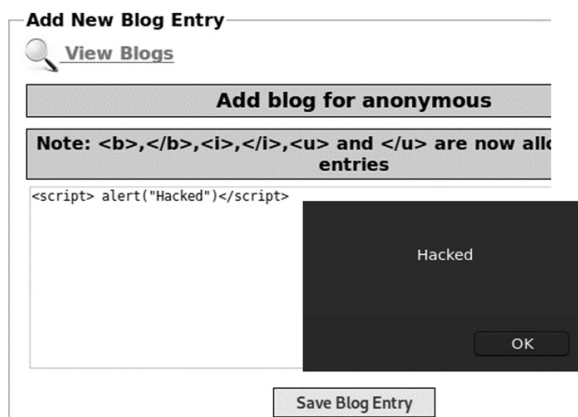 Add New Blog Entry
View Blogs
Add blog for anonymous
Note: <b>,</b>,<i>,</i>,<u> and </u> are now
entries
<script> alert("Hacked")</script>
Hacked
OK
Save Blog Entry